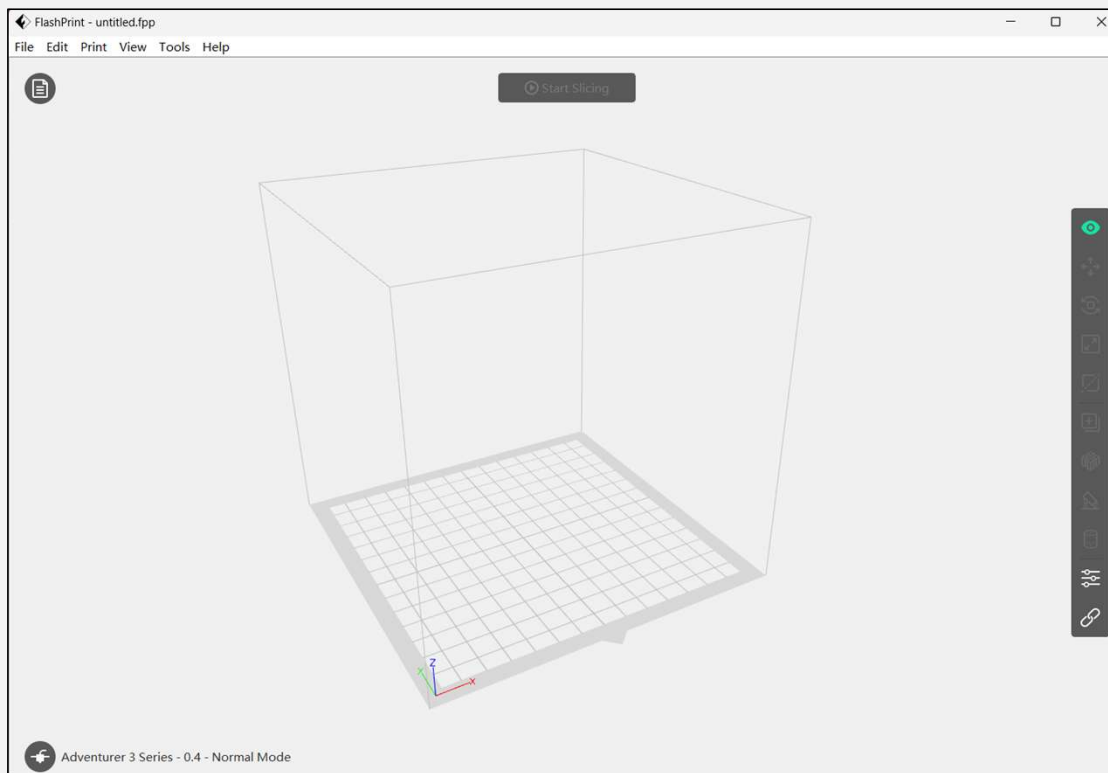 FlashPrint - untitled.fpp
File Edit Print View Tools Help
Start Slicing
Z
Y
X
Adventurer 3 Series - 0.4 - Normal Mode